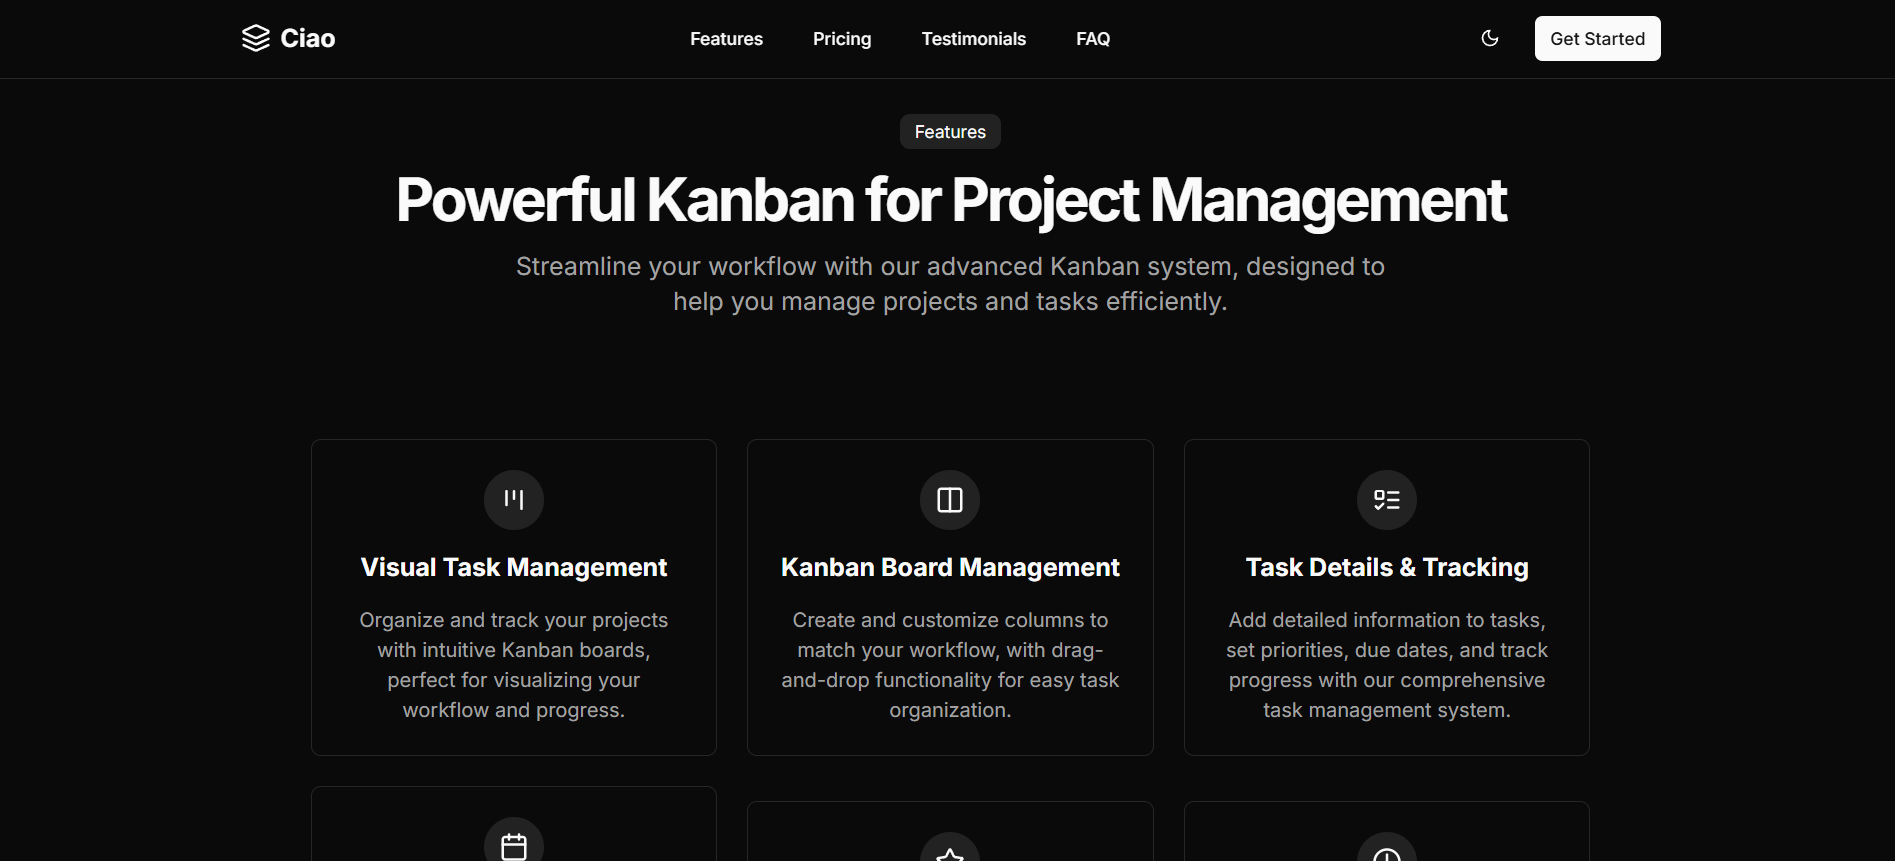 Ciao
Features
Pricing
Testimonials
FAQ
Get Started
Features
Powerful Kanban for Project Management
Streamline your workflow with our advanced Kanban system, designed to
help you manage projects and tasks efficiently.
Visual Task Management
Organize and track your projects
with intuitive Kanban boards,
perfect for visualizing your
workflow and progress.
Kanban Board Management
Create and customize columns to
match your workflow, with drag-
and-drop functionality for easy task
organization.
Task Details & Tracking
Add detailed information to tasks,
set priorities, due dates, and track
progress with our comprehensive
task management system.